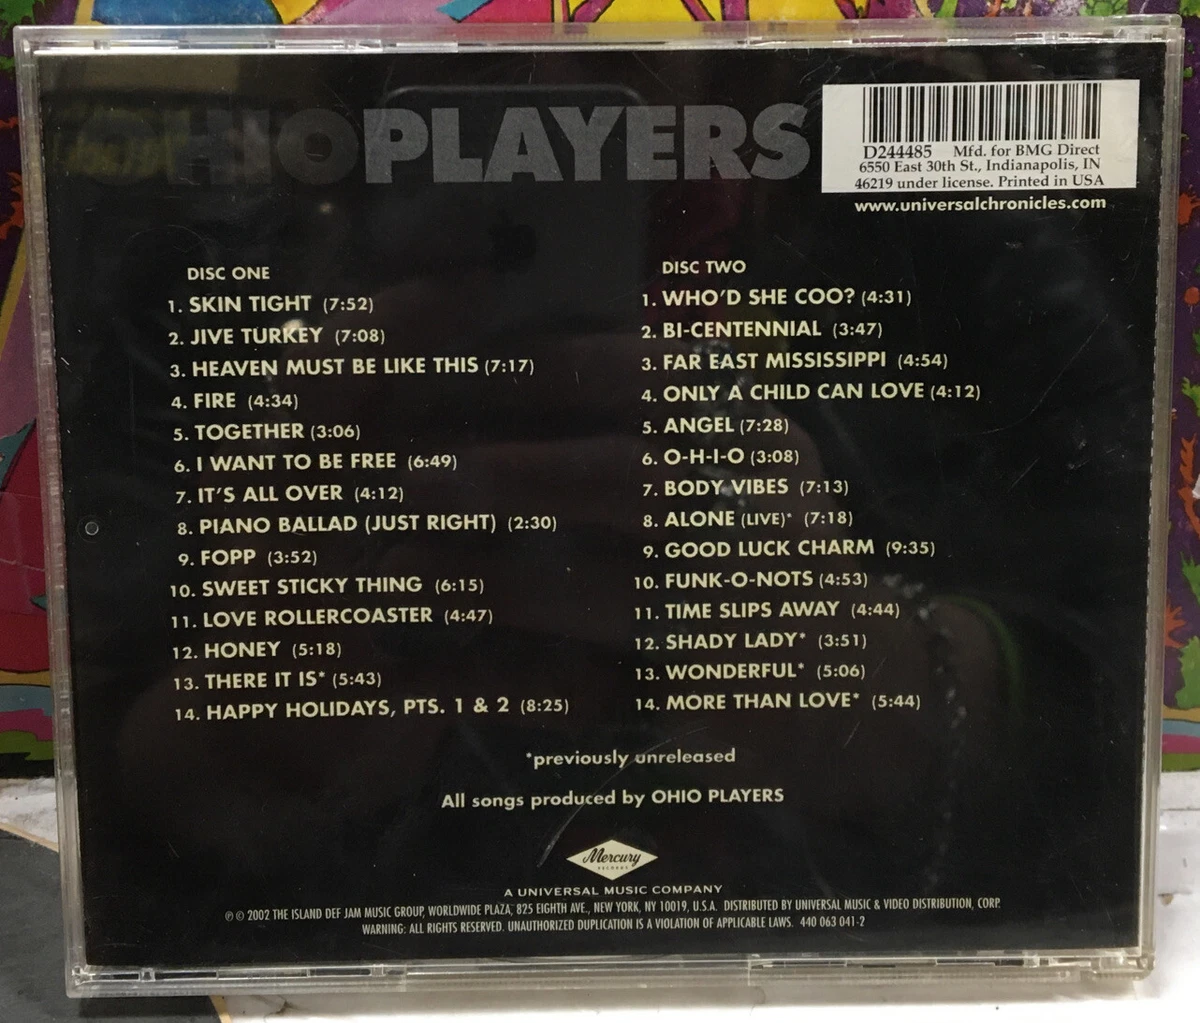 OHIOPLAYERS
D244485 Mfd. for BMG Direct
6550 East 30th St., Indianapolis, IN
46219 under license. Printed in USA
www.universalchronicles.com
DISC ONE
1. SKIN TIGHT (7:52)
2. JIVE TURKEY (7:08)
3. HEAVEN MUST BE LIKE THIS (7:17)
4. FIRE (4:34)
5. TOGETHER (3:06)
6. I WANT TO BE FREE (6:49)
7. IT'S ALL OVER (4:12)
8. PIANO BALLAD (JUST RIGHT) (2:30)
9. FOPP (3:52)
10. SWEET STICKY THING (6:15)
11. LOVE ROLLERCOASTER (4:47)
12. HONEY (5:18)
13. THERE IT IS* (5:43)
14. HAPPY HOLIDAYS, PTS. 1 & 2 (8:25)
DISC TWO
1. WHO'D SHE COO? (4:31)
2. BI-CENTENNIAL (3:47)
3. FAR EAST MISSISSIPPI (4:54)
4. ONLY A CHILD CAN LOVE (4:12)
5. ANGEL (7:28)
6. O-H-I-O (3:08)
7. BODY VIBES (7:13)
8. ALONE (LIVE)* (7:18)
9. GOOD LUCK CHARM (9:35)
10. FUNK-O-NOTS (4:53)
11. TIME SLIPS AWAY (4:44)
12. SHADY LADY* (3:51)
13. WONDERFUL* (5:06)
14. MORE THAN LOVE* (5:44)
*previously unreleased
All songs produced by OHIO PLAYERS
Mercury
RECORDS
A UNIVERSAL MUSIC COMPANY
℗ © 2002 THE ISLAND DEF JAM MUSIC GROUP, WORLDWIDE PLAZA, 825 EIGHTH AVE., NEW YORK, NY 10019, U.S.A. DISTRIBUTED BY UNIVERSAL MUSIC & VIDEO DISTRIBUTION, CORP.
WARNING: ALL RIGHTS RESERVED. UNAUTHORIZED DUPLICATION IS A VIOLATION OF APPLICABLE LAWS. 440 063 041-2